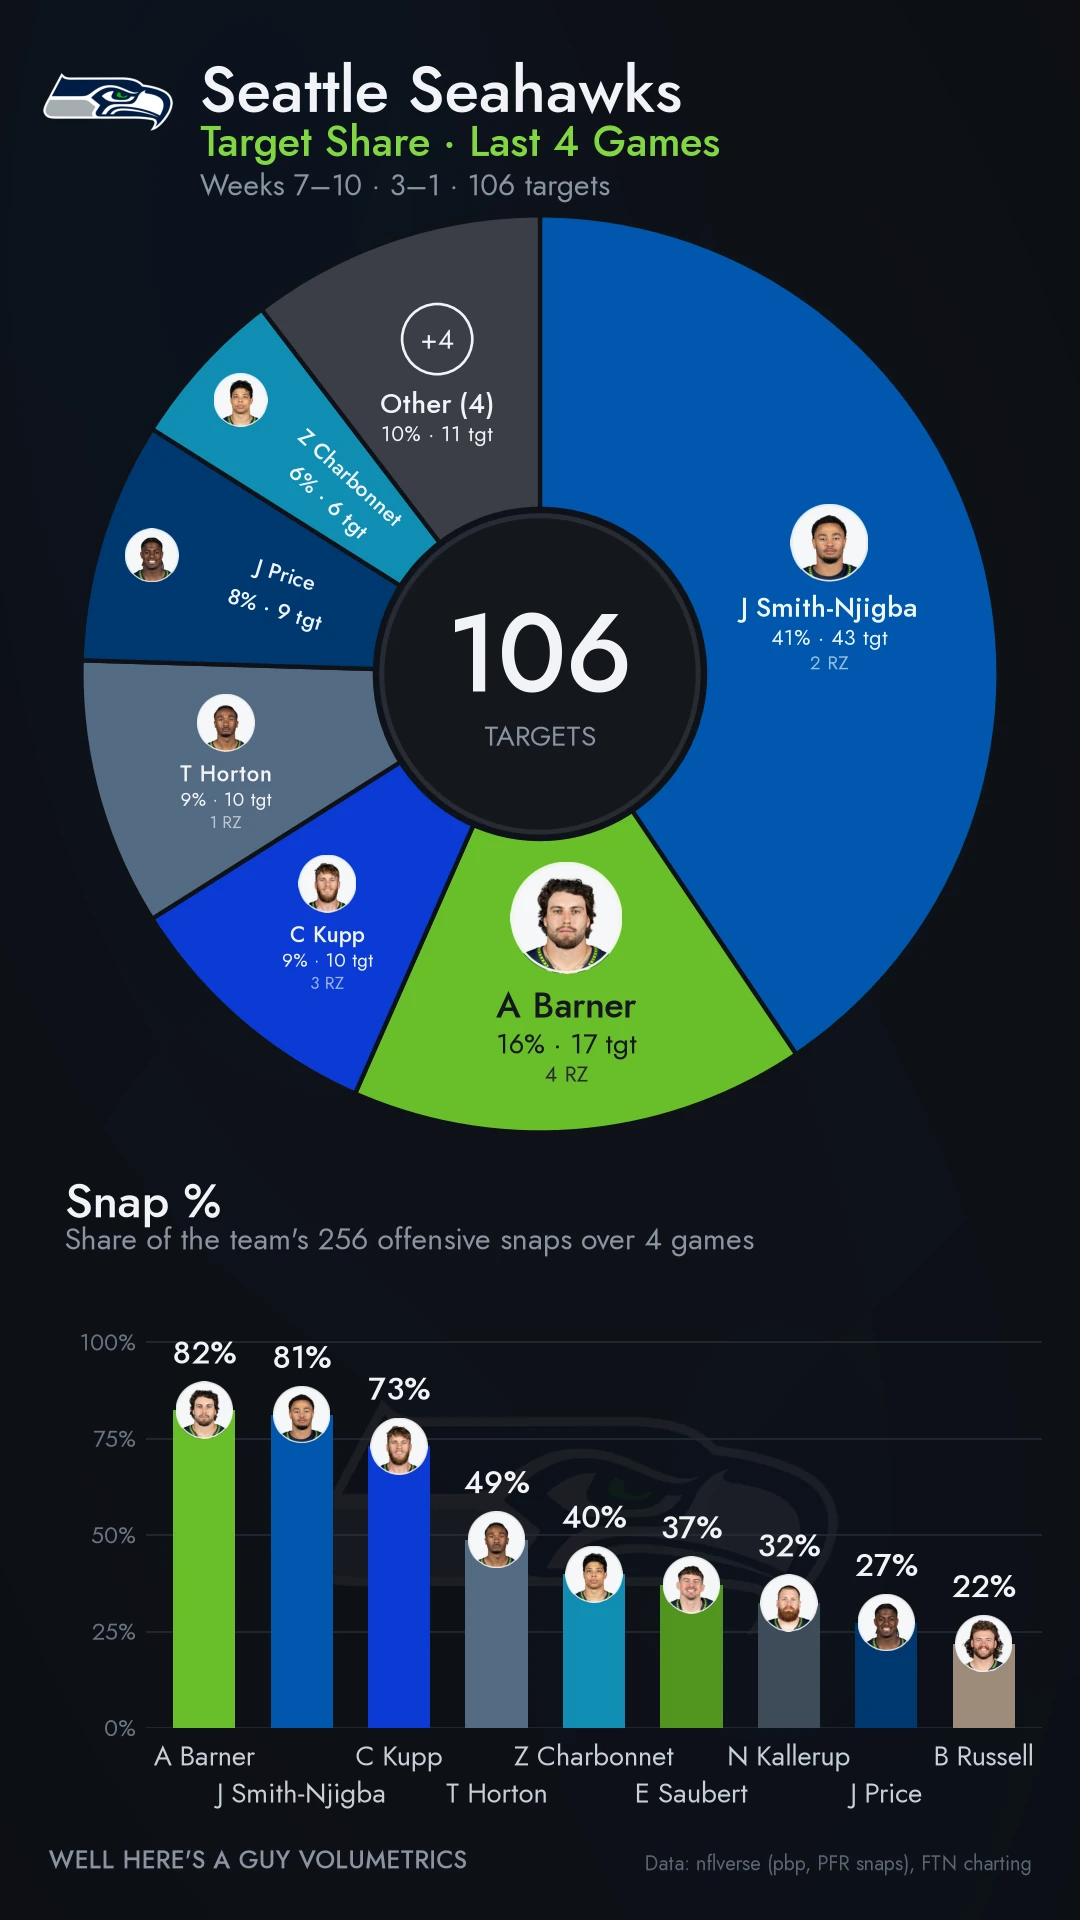 Seattle Seahawks
Target Share · Last 4 Games
Weeks 7–10 · 3–1 · 106 targets
+4
Other (4)
10% · 11 tgt
Z Charbonnet
6% · 6 tgt
J Price
8% · 9 tgt
J Smith-Njigba
41% · 43 tgt
2 RZ
106
TARGETS
T Horton
9% · 10 tgt
1 RZ
C Kupp
9% · 10 tgt
3 RZ
A Barner
16% · 17 tgt
4 RZ
Snap %
Share of the team's 256 offensive snaps over 4 games
100%
75%
50%
25%
0%
82%
81%
73%
49%
40%
37%
32%
27%
22%
A Barner
J Smith-Njigba
C Kupp
T Horton
Z Charbonnet
E Saubert
N Kallerup
J Price
B Russell
WELL HERE'S A GUY VOLUMETRICS
Data: nflverse (pbp, PFR snaps), FTN charting